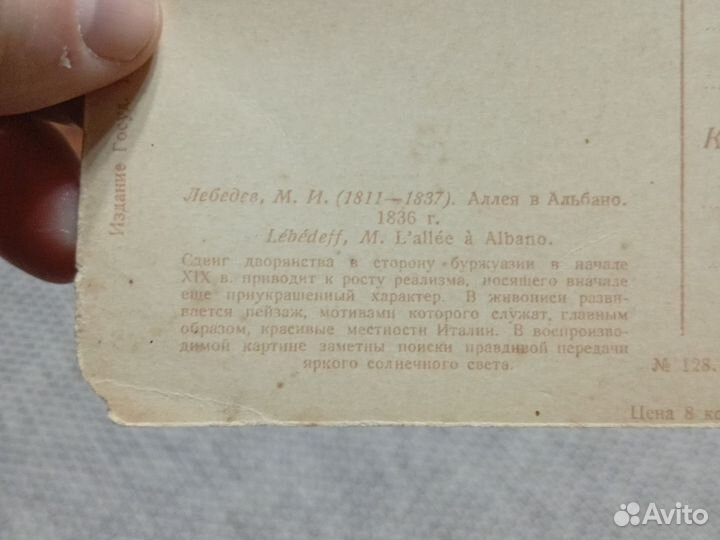 Издание Госуд.
Лебедев, М. И. (1811—1837). Аллея в Альбано.
1836 г.
Lébédeff, M. L'allée à Albano.
Сдвиг дворянства в сторону буржуазии в начале
XIX в. приводит к росту реализма, носящего вначале
еще приукрашенный характер. В живописи разви-
вается пейзаж, мотивами которого служат, главным
образом, красивые местности Италии. В воспроизво-
димой картине заметны поиски правдивой передачи
яркого солнечного света.
К
№ 128.
Цена 8 ко
Avito